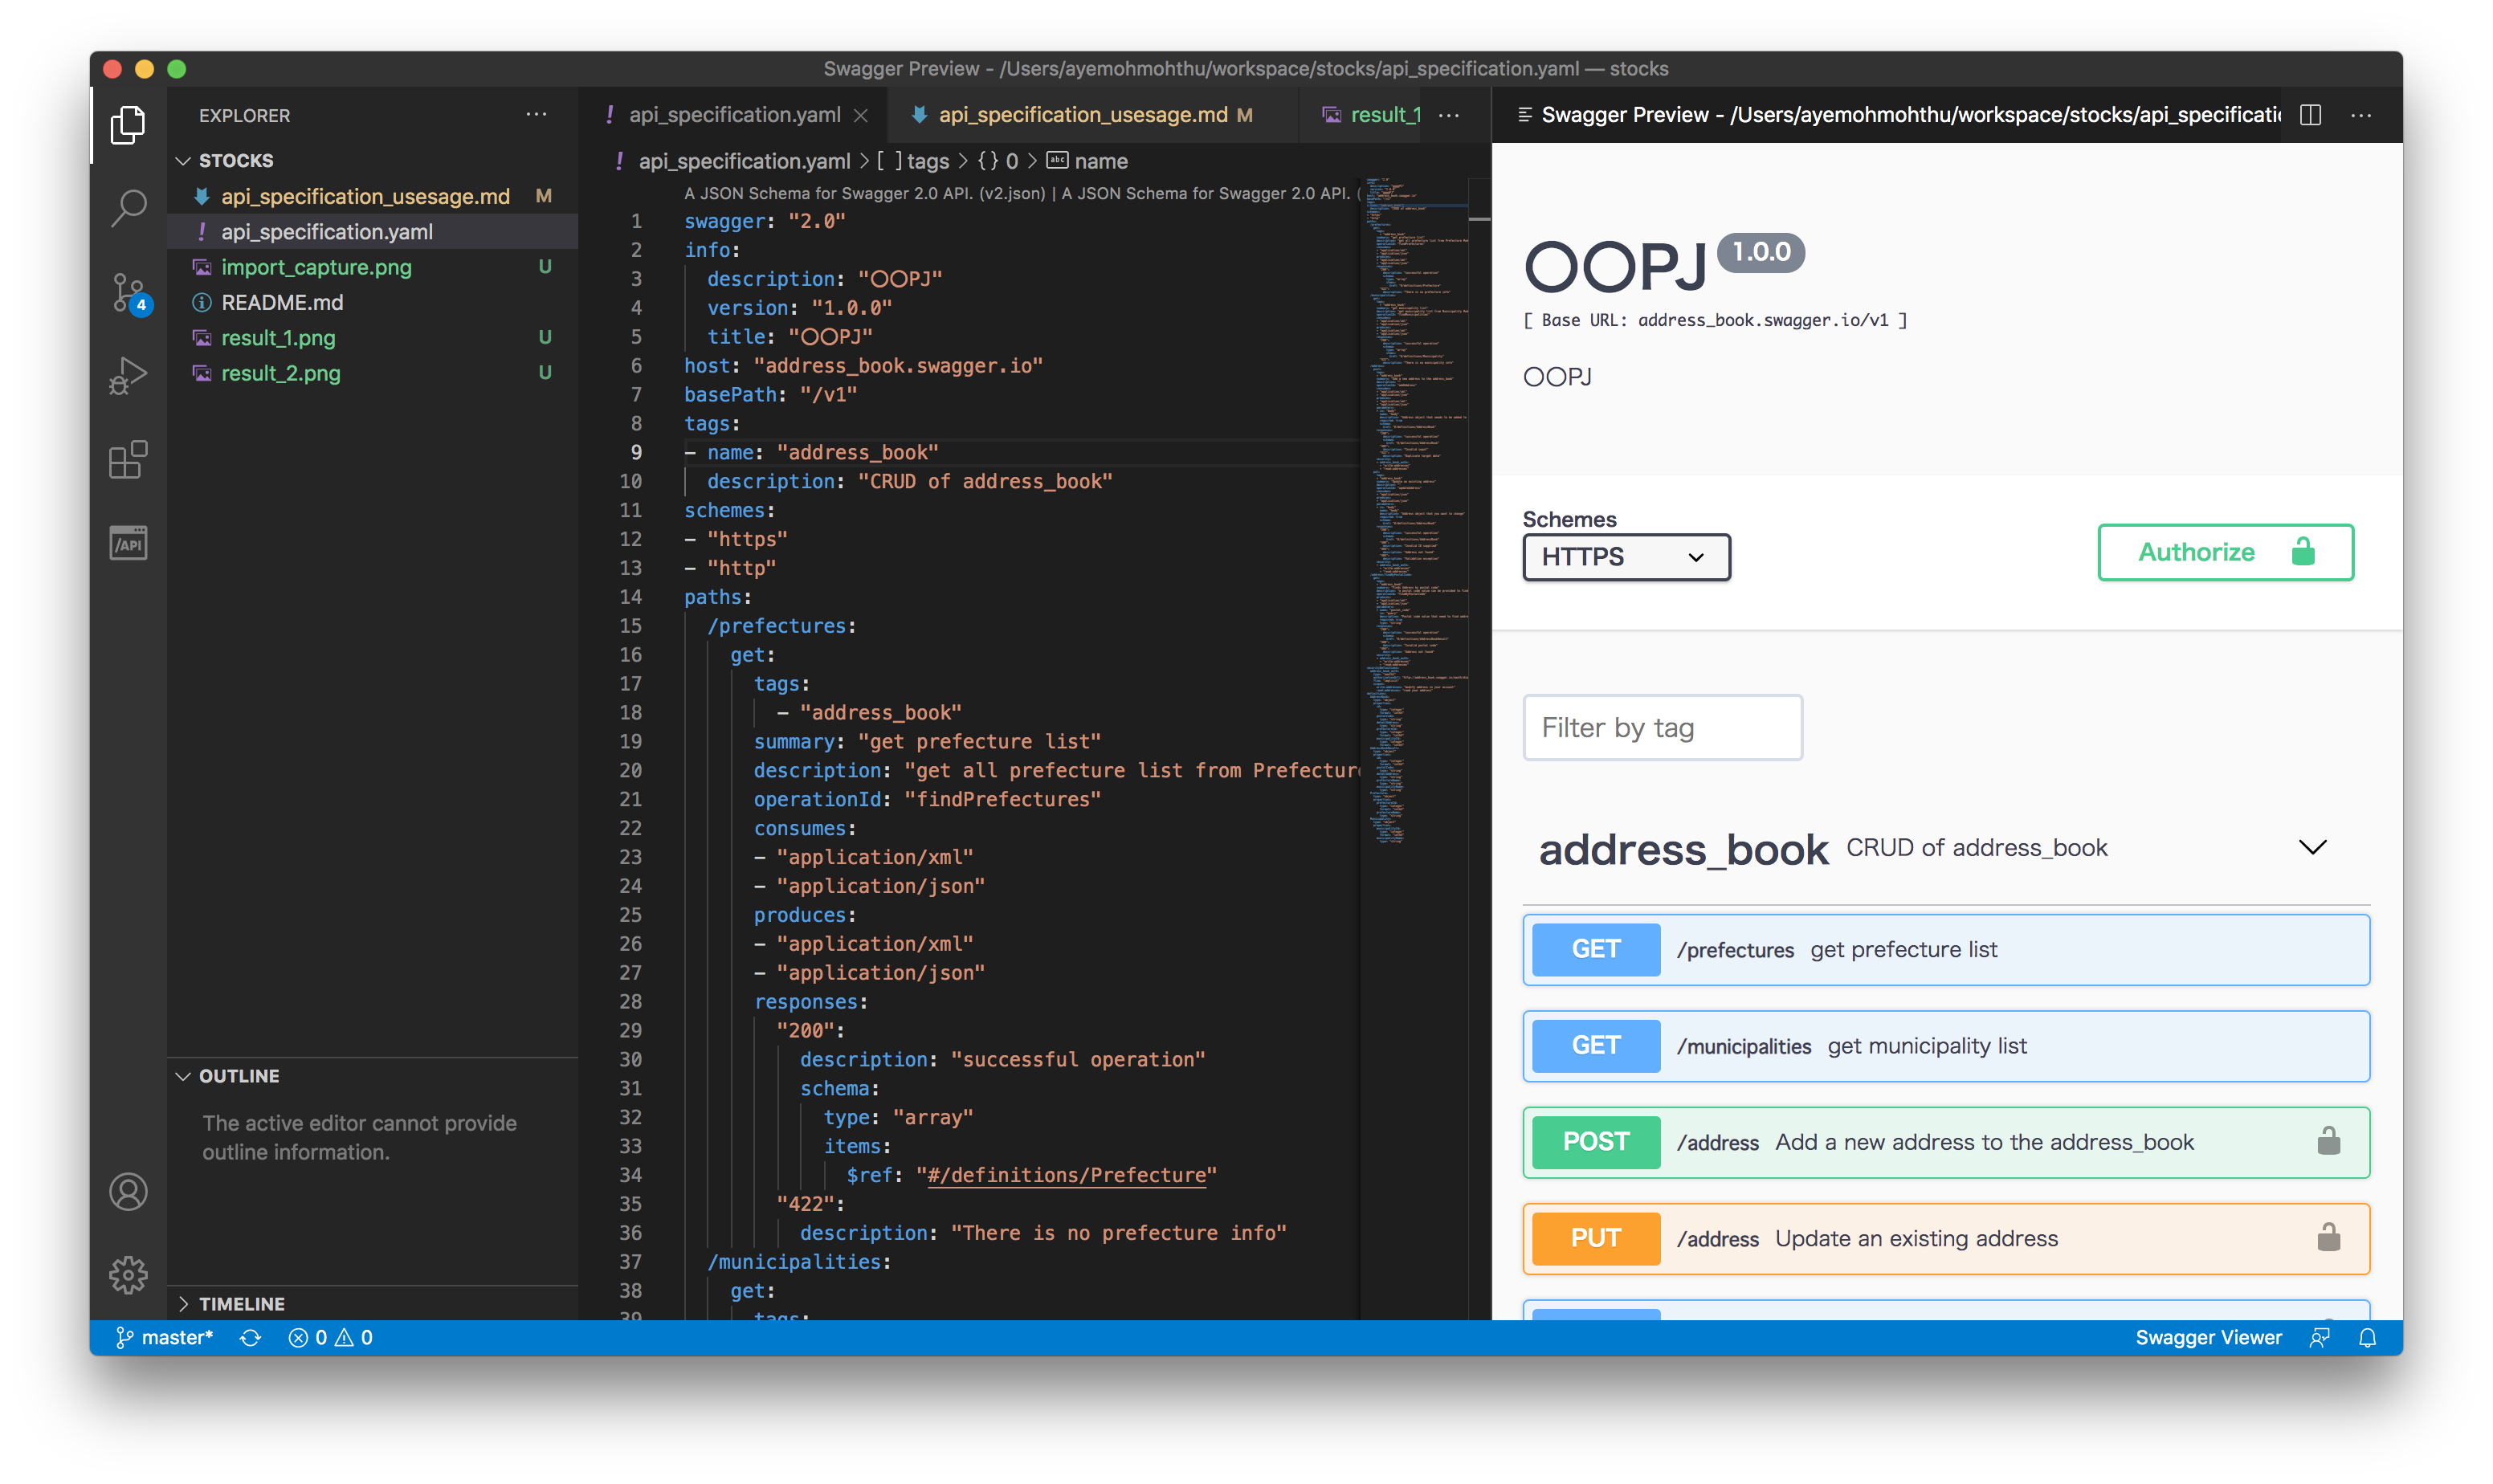 Swagger Preview - /Users/ayemohmohthu/workspace/stocks/api_specification.yaml — stocks
EXPLORER
STOCKS
api_specification_usesage.md M
api_specification.yaml
import_capture.png U
README.md
result_1.png U
result_2.png U
4
/API
OUTLINE
The active editor cannot provide
outline information.
TIMELINE
api_specification.yaml
api_specification_usesage.md M
result_1
api_specification.yaml > [ ] tags > { } 0 > abc name
A JSON Schema for Swagger 2.0 API. (v2.json) | A JSON Schema for Swagger 2.0 API. (
1 swagger: "2.0"
2 info:
3 description: "〇〇PJ"
4 version: "1.0.0"
5 title: "〇〇PJ"
6 host: "address_book.swagger.io"
7 basePath: "/v1"
8 tags:
9 - name: "address_book"
10 description: "CRUD of address_book"
11 schemes:
12 - "https"
13 - "http"
14 paths:
15 /prefectures:
16 get:
17 tags:
18 - "address_book"
19 summary: "get prefecture list"
20 description: "get all prefecture list from Prefecture
21 operationId: "findPrefectures"
22 consumes:
23 - "application/xml"
24 - "application/json"
25 produces:
26 - "application/xml"
27 - "application/json"
28 responses:
29 "200":
30 description: "successful operation"
31 schema:
32 type: "array"
33 items:
34 $ref: "#/definitions/Prefecture"
35 "422":
36 description: "There is no prefecture info"
37 /municipalities:
38 get:
39 tags:
Swagger Preview - /Users/ayemohmohthu/workspace/stocks/api_specificati
〇〇PJ 1.0.0
[ Base URL: address_book.swagger.io/v1 ]
〇〇PJ
Schemes
HTTPS
Authorize
Filter by tag
address_book CRUD of address_book
GET /prefectures get prefecture list
GET /municipalities get municipality list
POST /address Add a new address to the address_book
PUT /address Update an existing address
master* 0 0
Swagger Viewer